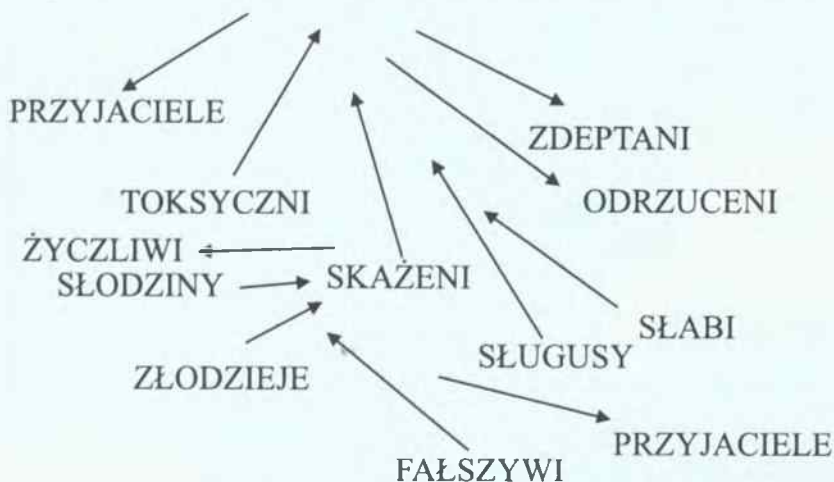 PRZYJACIELE
ZDEPTANI
TOKSYCZNI
ODRZUCENI
ŻYCZLIWI
SŁODZINY
SKAŻENI
SŁABI
SŁUGUSY
ZŁODZIEJE
PRZYJACIELE
FAŁSZYWI